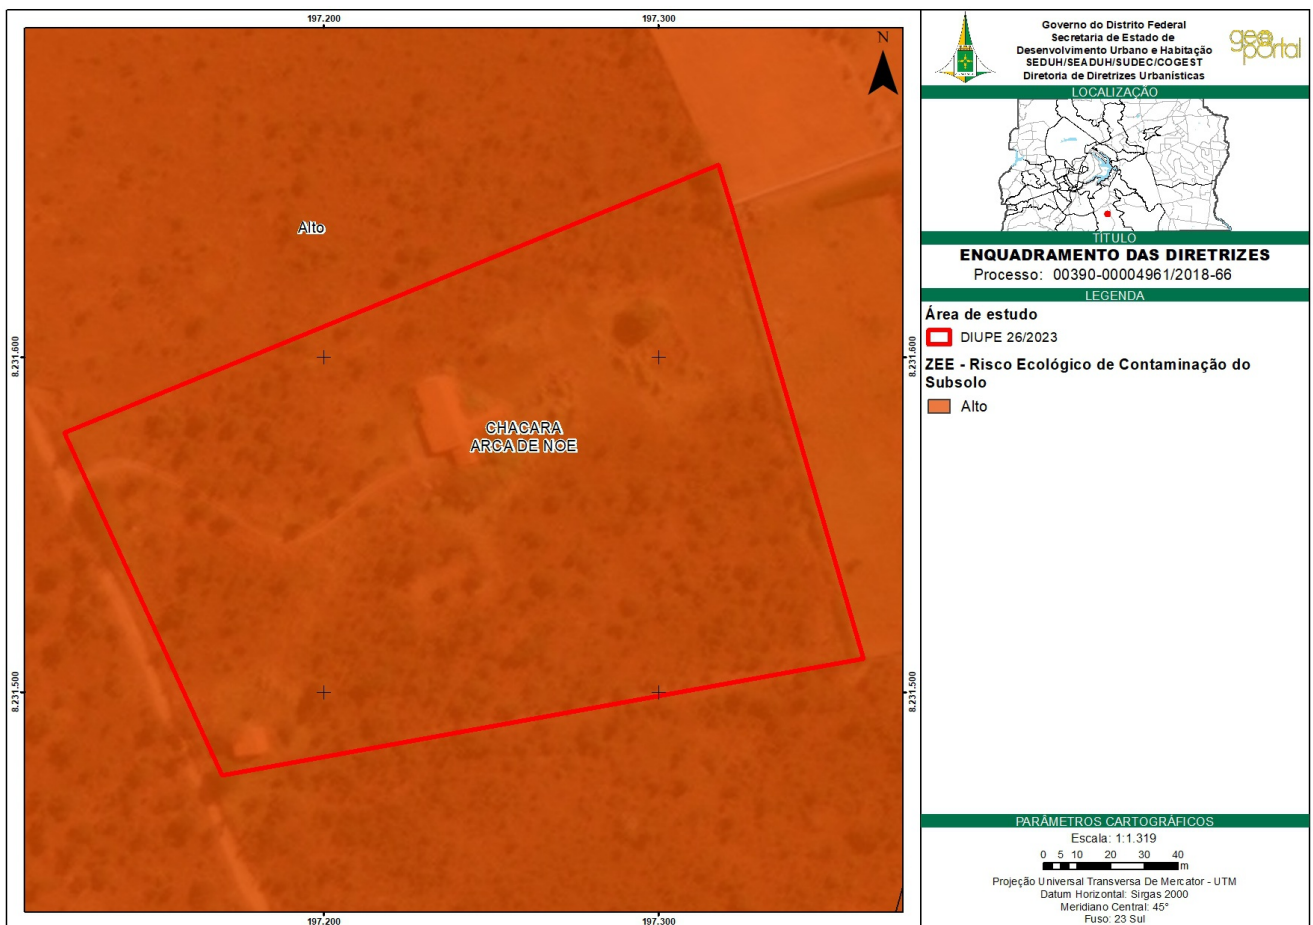 197.200
197.300
N
Alto
8.231.600
8.231.600
CHACARA
ARCA DE NOE
8.231.500
8.231.500
197.200
197.300
Governo do Distrito Federal
Secretaria de Estado de
Desenvolvimento Urbano e Habitação
SEDUH/SEADUH/SUDEC/COGEST
Diretoria de Diretrizes Urbanísticas
geo
portal
LOCALIZAÇÃO
TÍTULO
ENQUADRAMENTO DAS DIRETRIZES
Processo: 00390-00004961/2018-66
LEGENDA
Área de estudo
DIUPE 26/2023
ZEE - Risco Ecológico de Contaminação do
Subsolo
Alto
PARÂMETROS CARTOGRÁFICOS
Escala: 1:1.319
0 5 10 20 30 40
m
Projeção Universal Transversa De Mercator - UTM
Datum Horizontal: Sirgas 2000
Meridiano Central: 45°
Fuso: 23 Sul